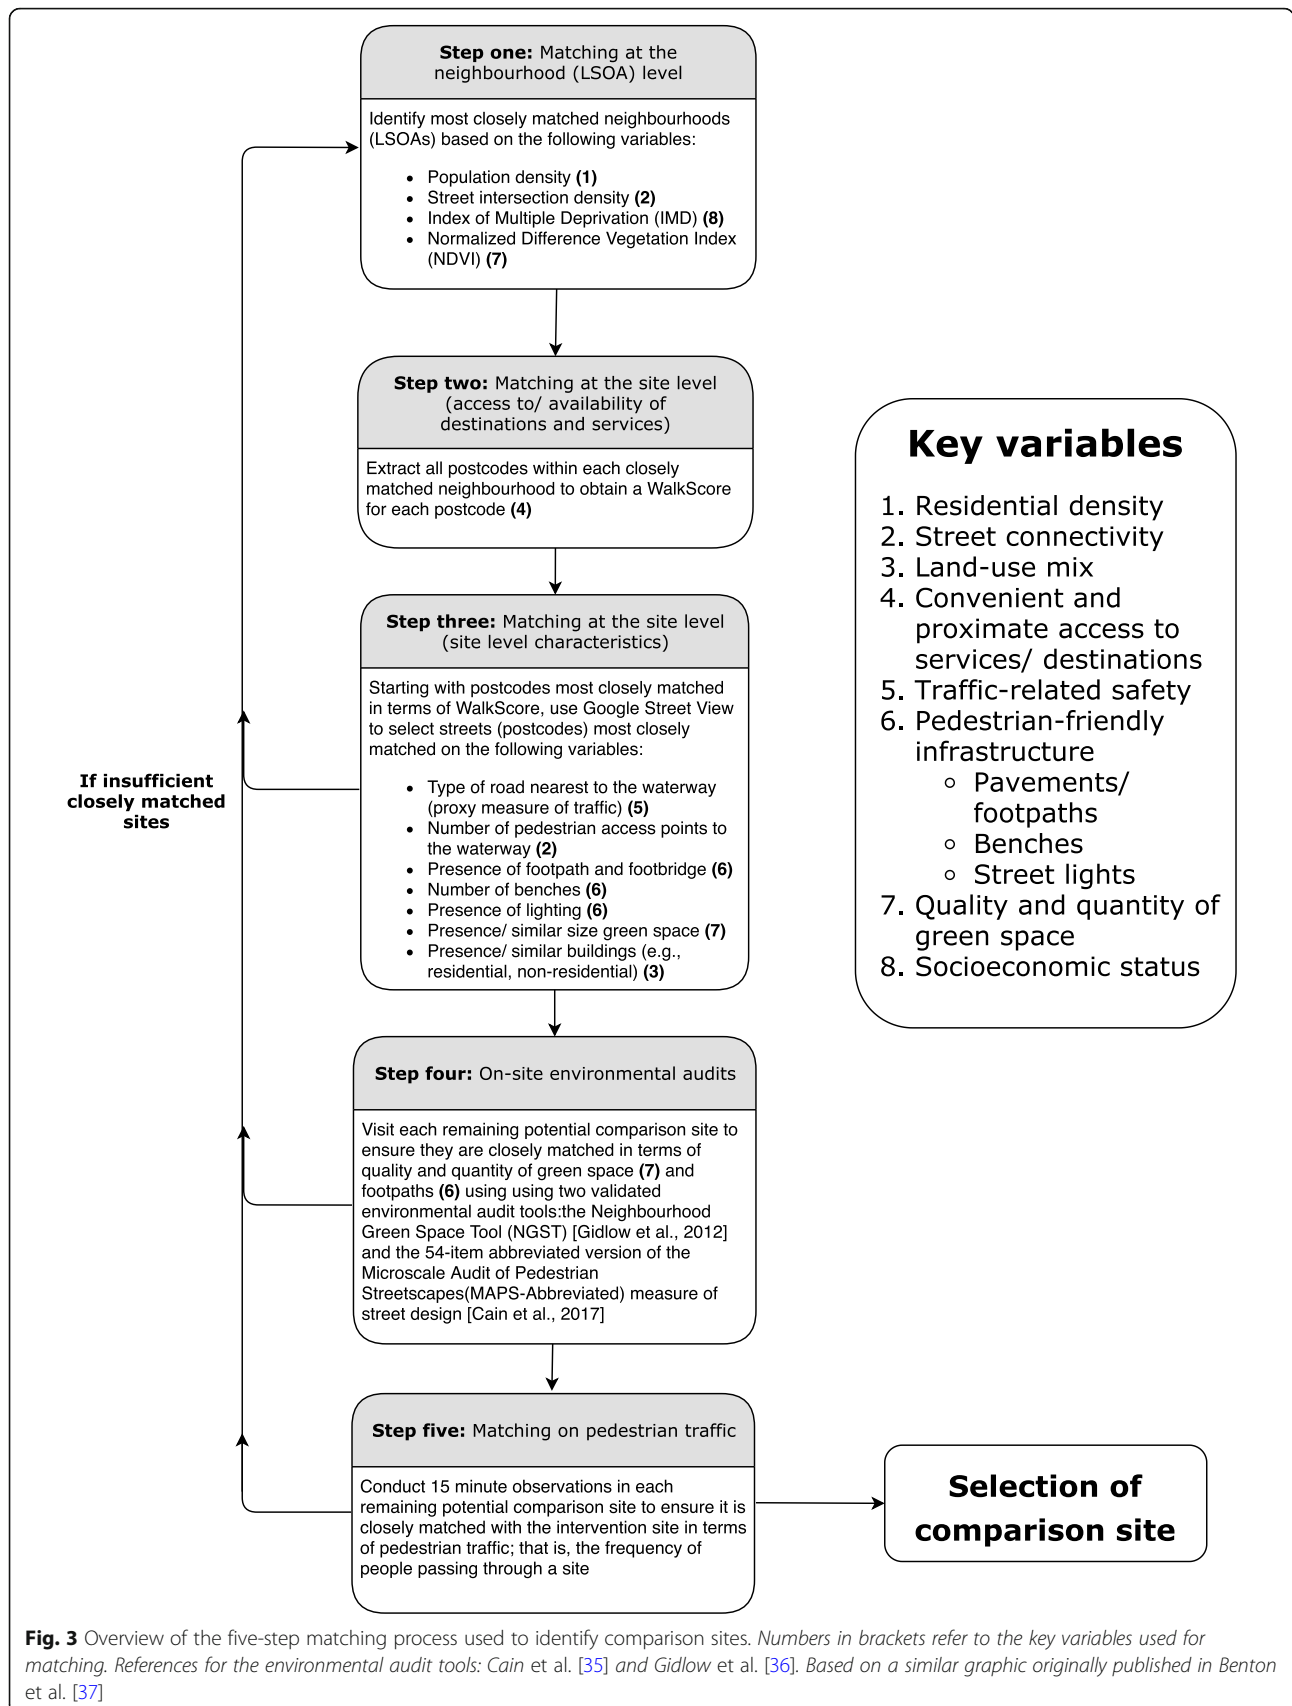 Step one: Matching at the
neighbourhood (LSOA) level
Identify most closely matched neighbourhoods
(LSOAs) based on the following variables:
• Population density (1)
• Street intersection density (2)
• Index of Multiple Deprivation (IMD) (8)
• Normalized Difference Vegetation Index
(NDVI) (7)
Step two: Matching at the site level
(access to/ availability of
destinations and services)
Extract all postcodes within each closely
matched neighbourhood to obtain a WalkScore
for each postcode (4)
Step three: Matching at the site level
(site level characteristics)
Starting with postcodes most closely matched
in terms of WalkScore, use Google Street View
to select streets (postcodes) most closely
matched on the following variables:
• Type of road nearest to the waterway
(proxy measure of traffic) (5)
• Number of pedestrian access points to
the waterway (2)
• Presence of footpath and footbridge (6)
• Number of benches (6)
• Presence of lighting (6)
• Presence/ similar size green space (7)
• Presence/ similar buildings (e.g.,
residential, non-residential) (3)
If insufficient
closely matched
sites
Step four: On-site environmental audits
Visit each remaining potential comparison site to
ensure they are closely matched in terms of
quality and quantity of green space (7) and
footpaths (6) using using two validated
environmental audit tools:the Neighbourhood
Green Space Tool (NGST) [Gidlow et al., 2012]
and the 54-item abbreviated version of the
Microscale Audit of Pedestrian
Streetscapes(MAPS-Abbreviated) measure of
street design [Cain et al., 2017]
Step five: Matching on pedestrian traffic
Conduct 15 minute observations in each
remaining potential comparison site to ensure it is
closely matched with the intervention site in terms
of pedestrian traffic; that is, the frequency of
people passing through a site
Key variables
1. Residential density
2. Street connectivity
3. Land-use mix
4. Convenient and
proximate access to
services/ destinations
5. Traffic-related safety
6. Pedestrian-friendly
infrastructure
○ Pavements/
footpaths
○ Benches
○ Street lights
7. Quality and quantity of
green space
8. Socioeconomic status
Selection of
comparison site
Fig. 3 Overview of the five-step matching process used to identify comparison sites. Numbers in brackets refer to the key variables used for
matching. References for the environmental audit tools: Cain et al. [35] and Gidlow et al. [36]. Based on a similar graphic originally published in Benton
et al. [37]